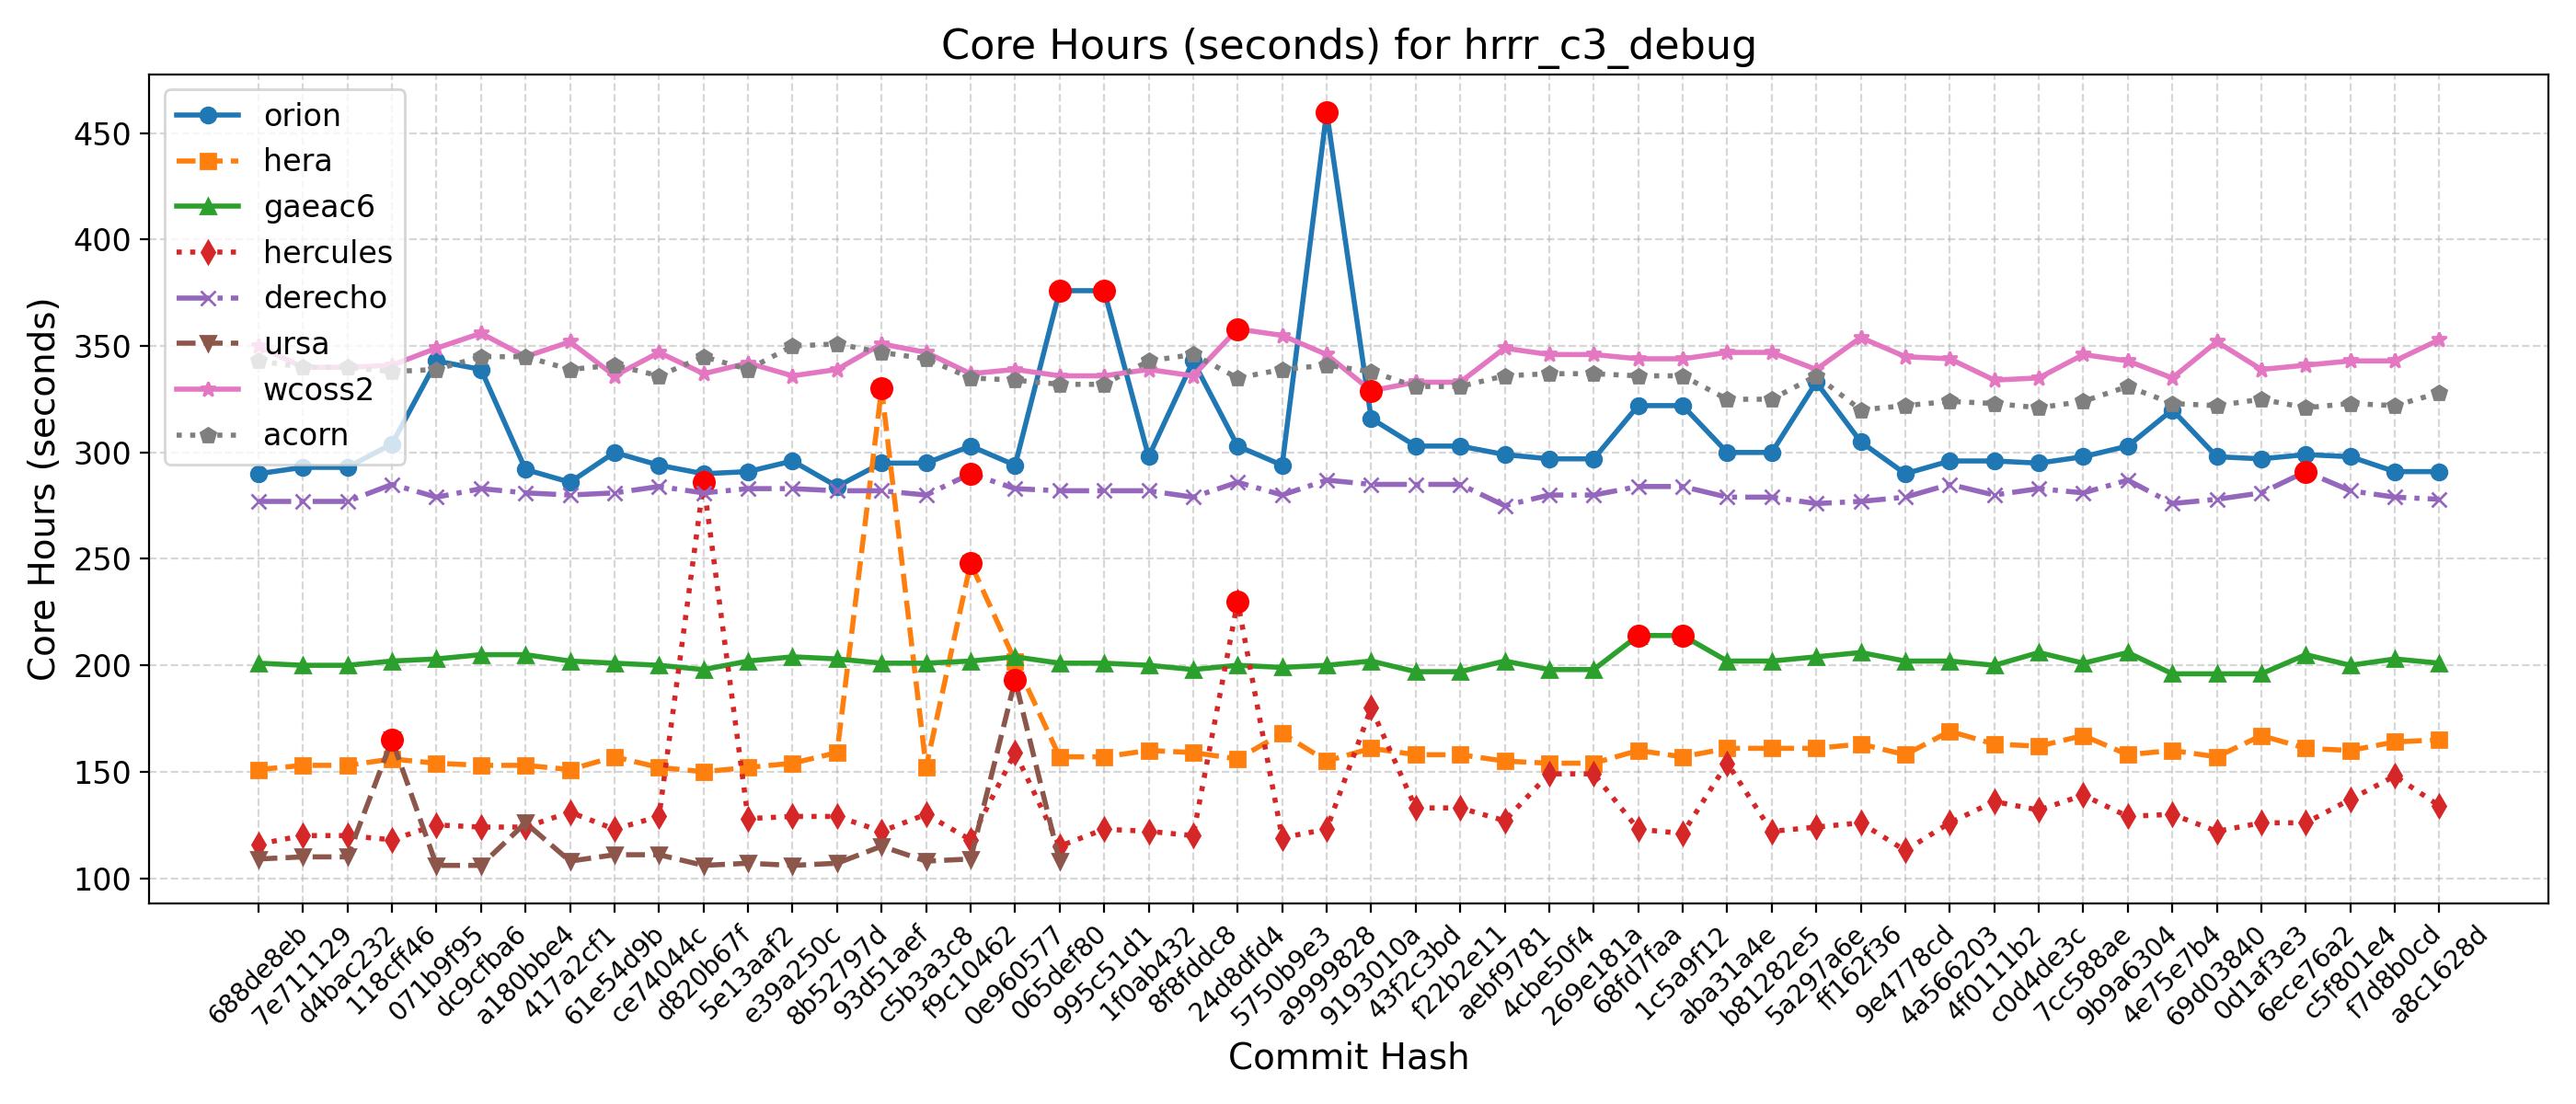 Core Hours (seconds) for hrrr_c3_debug
Core Hours (seconds)
450
400
350
300
250
200
150
100
orion
hera
gaeac6
hercules
derecho
ursa
wcoss2
acorn
688de8eb
7e711129
d4bac232
118cff46
071b9f95
dc9cfba6
a180bbe4
417a2cf1
61e54d9b
ce74044c
d820b67f
5e13aaf2
e39a250c
8b52797d
93d51aef
c5b3a3c8
f9c10462
0e960577
065def80
995c51d1
1f0ab432
8f8fddc8
24d8dfd4
5750b9e3
a9999828
9193010a
43f2c3bd
f22b2e11
aebf9781
4cbe50f4
269e181a
68fd7faa
1c5a9f12
aba31a4e
b81282e5
5a297a6e
ff162f36
9e4778cd
4a566203
4f0111b2
c0d4de3c
7cc588ae
9b9a6304
4e75e7b4
69d03840
0d1af3e3
6ece76a2
c5f801e4
f7d8b0cd
a8c1628d
Commit Hash